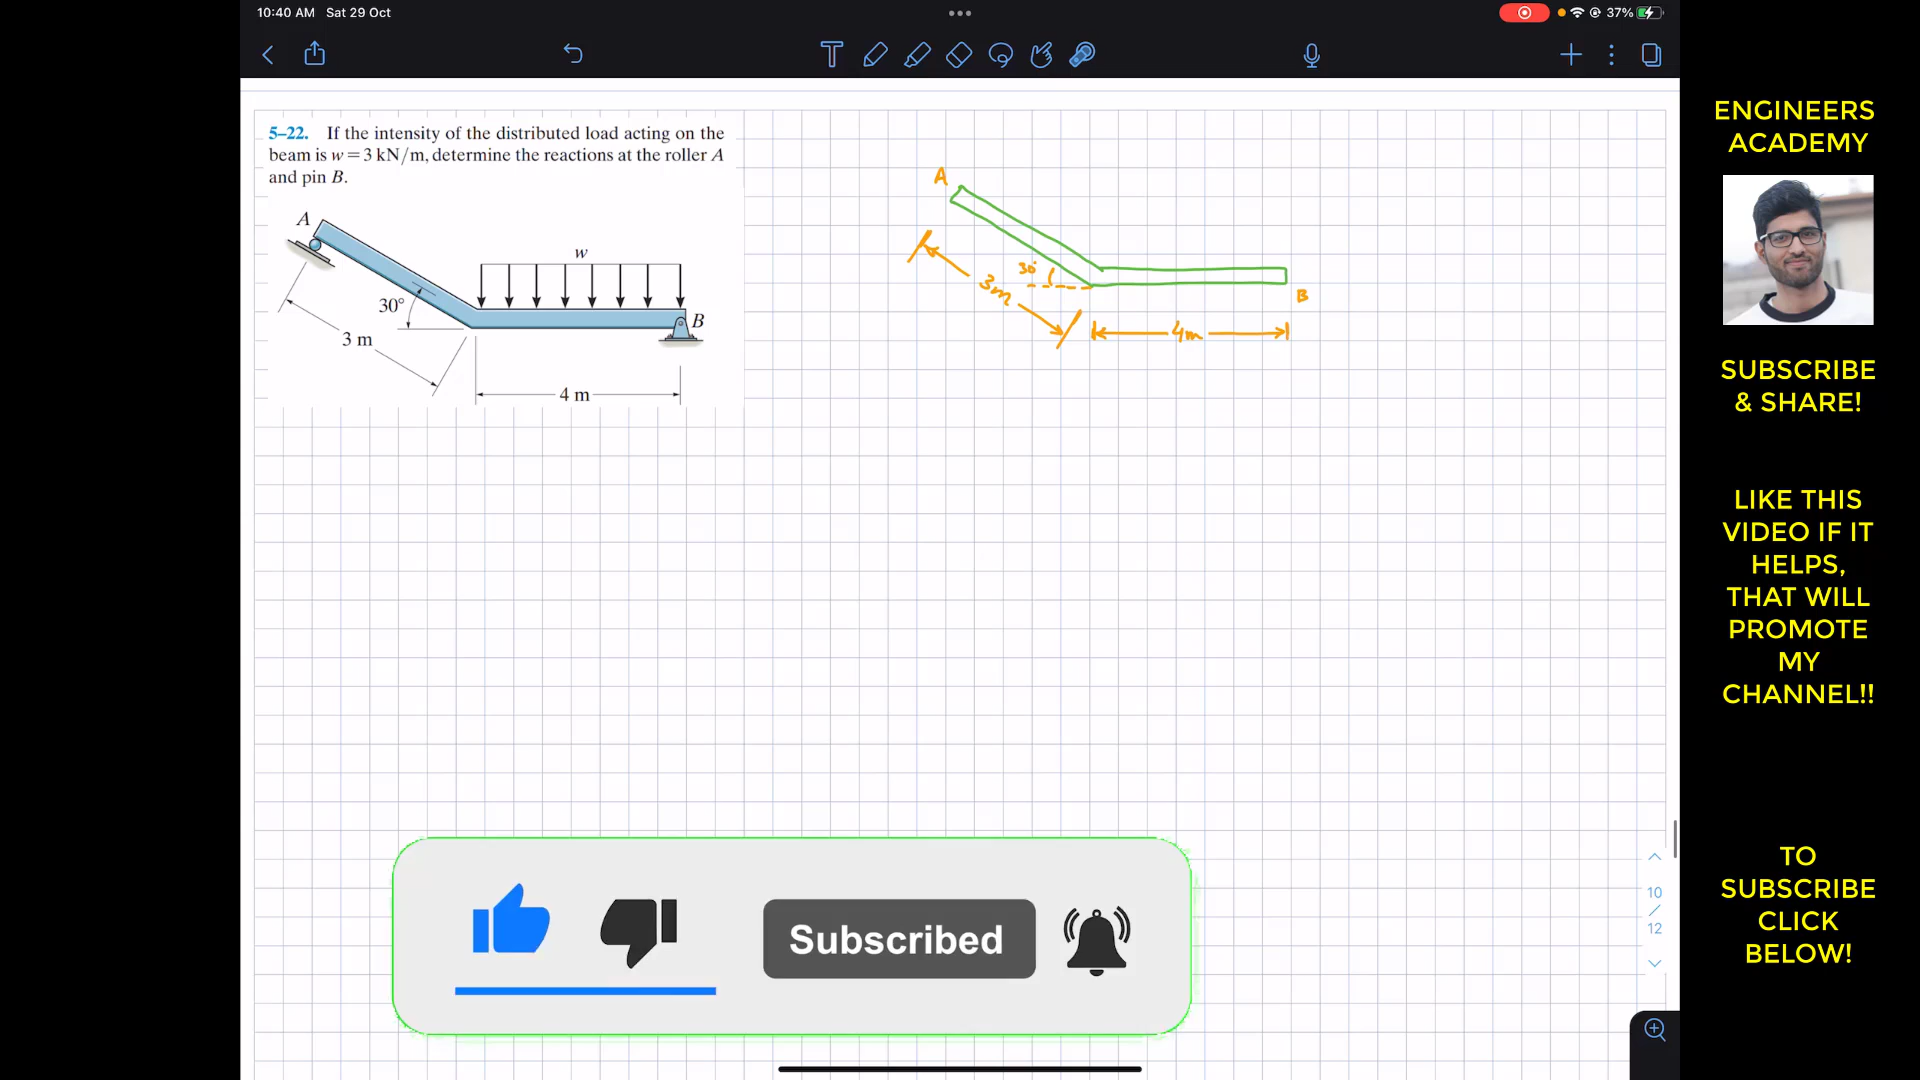 10:40 AM Sat 29 Oct
37%
5–22. If the intensity of the distributed load acting on the
beam is w = 3 kN/m, determine the reactions at the roller A
and pin B.
A
w
30°
B
3 m
4 m
A
30°
3m
B
4m
ENGINEERS
ACADEMY
SUBSCRIBE
& SHARE!
LIKE THIS
VIDEO IF IT
HELPS,
THAT WILL
PROMOTE
MY
CHANNEL!!
TO
SUBSCRIBE
CLICK
BELOW!
10
/
12
Subscribed